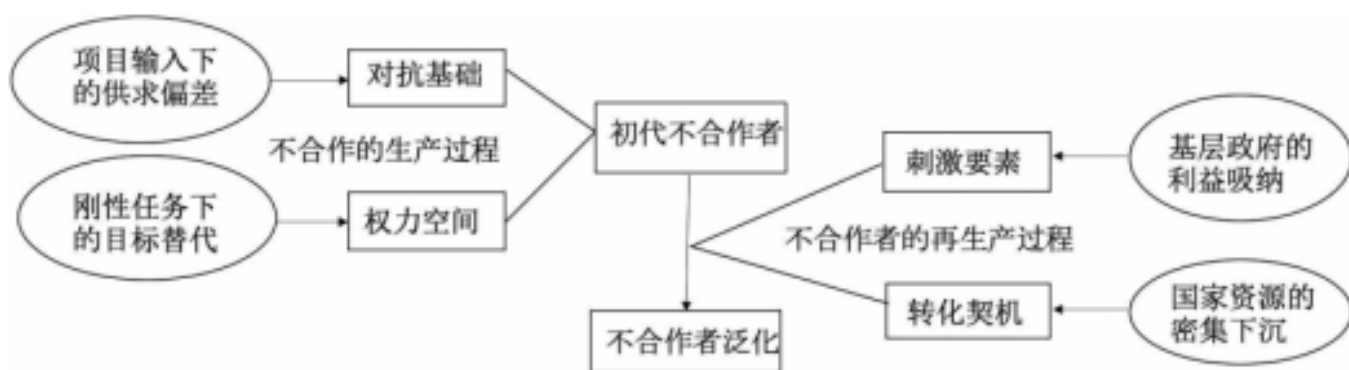 项目输入下
的供求偏差
对抗基础
不合作的生产过程
刚性任务下
的目标替代
权力空间
初代不合作者
不合作者泛化
刺激要素
基层政府的
利益吸纳
不合作者的再生产过程
转化契机
国家资源的
密集下沉